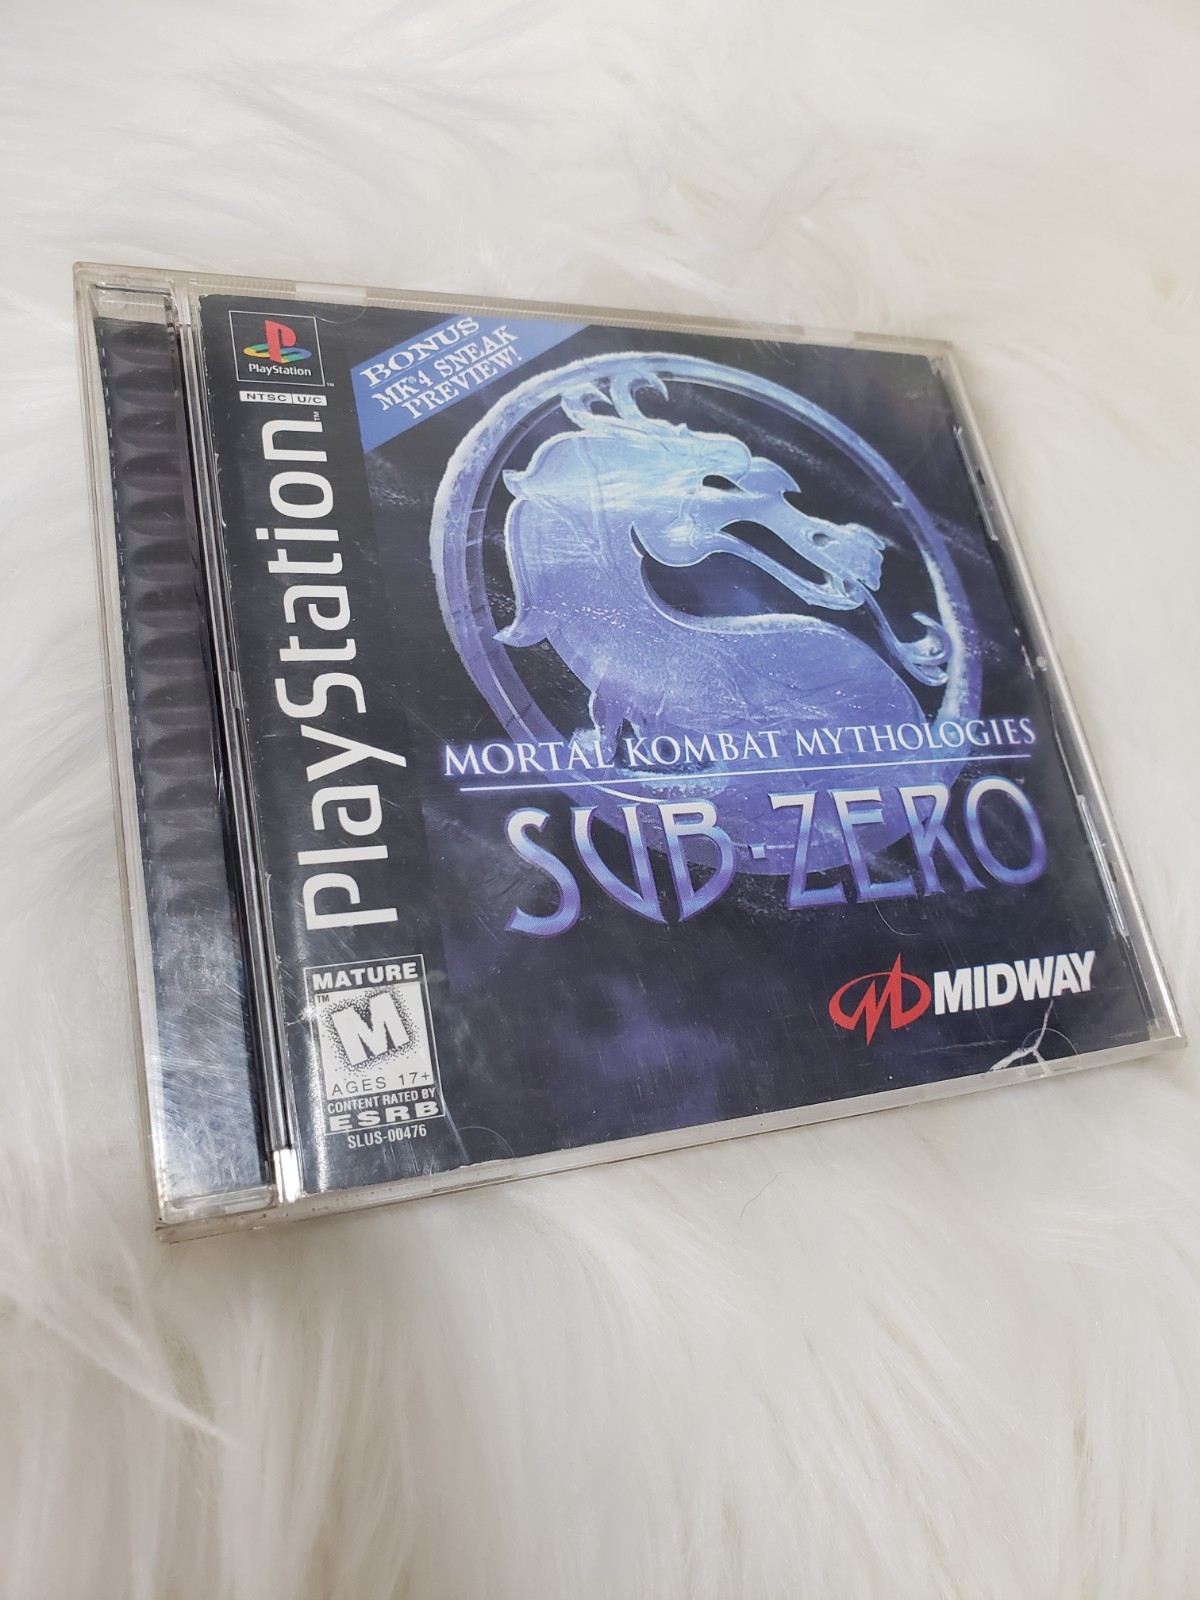 PlayStation
NTSC U/C
PlayStation
BONUS
MK4 SNEAK
PREVIEW!
MORTAL KOMBAT MYTHOLOGIES
SUB-ZERO
MIDWAY
MATURE
M
AGES 17+
CONTENT RATED BY
ESRB
SLUS-00476